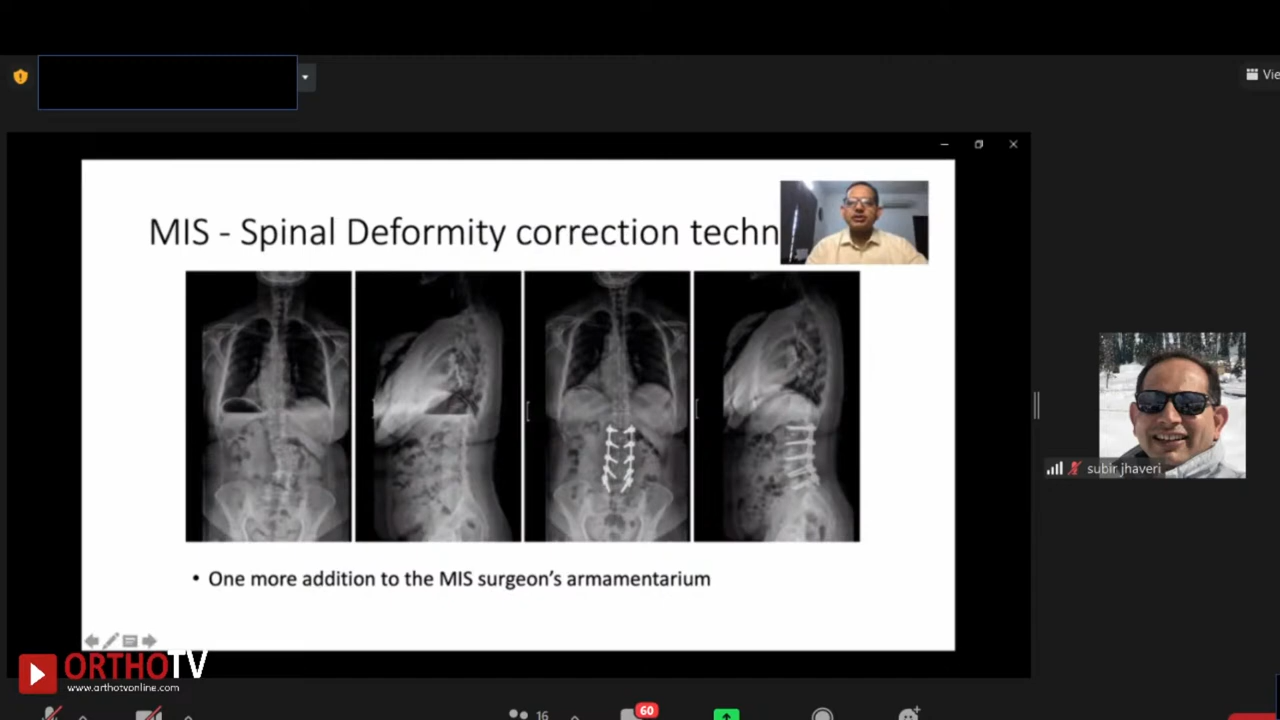 Vie
MIS - Spinal Deformity correction techn
subir jhaveri
• One more addition to the MIS surgeon's armamentarium
ORTHOTV
www.orthotvonline.com
16
60